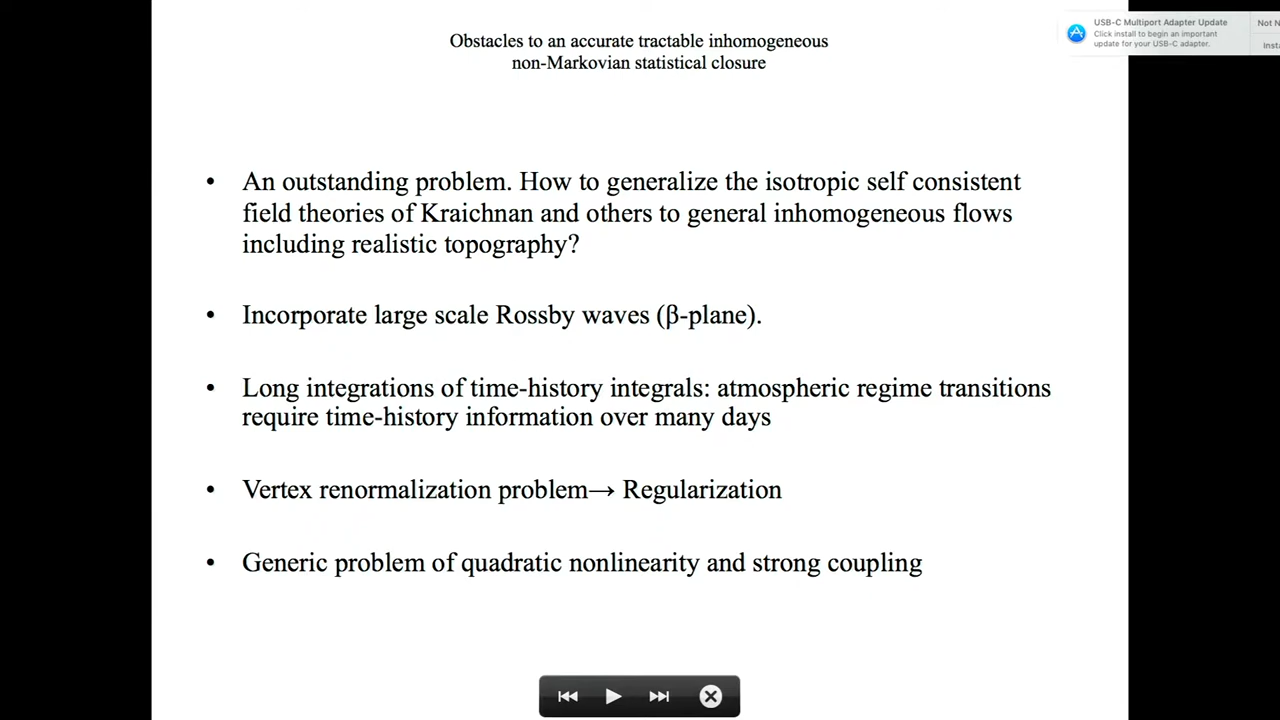 USB-C Multiport Adapter Update
Not N
Click install to begin an important
update for your USB-C adapter.
Insta
Obstacles to an accurate tractable inhomogeneous
non-Markovian statistical closure
• An outstanding problem. How to generalize the isotropic self consistent
field theories of Kraichnan and others to general inhomogeneous flows
including realistic topography?
• Incorporate large scale Rossby waves (β-plane).
• Long integrations of time-history integrals: atmospheric regime transitions
require time-history information over many days
• Vertex renormalization problem→ Regularization
• Generic problem of quadratic nonlinearity and strong coupling